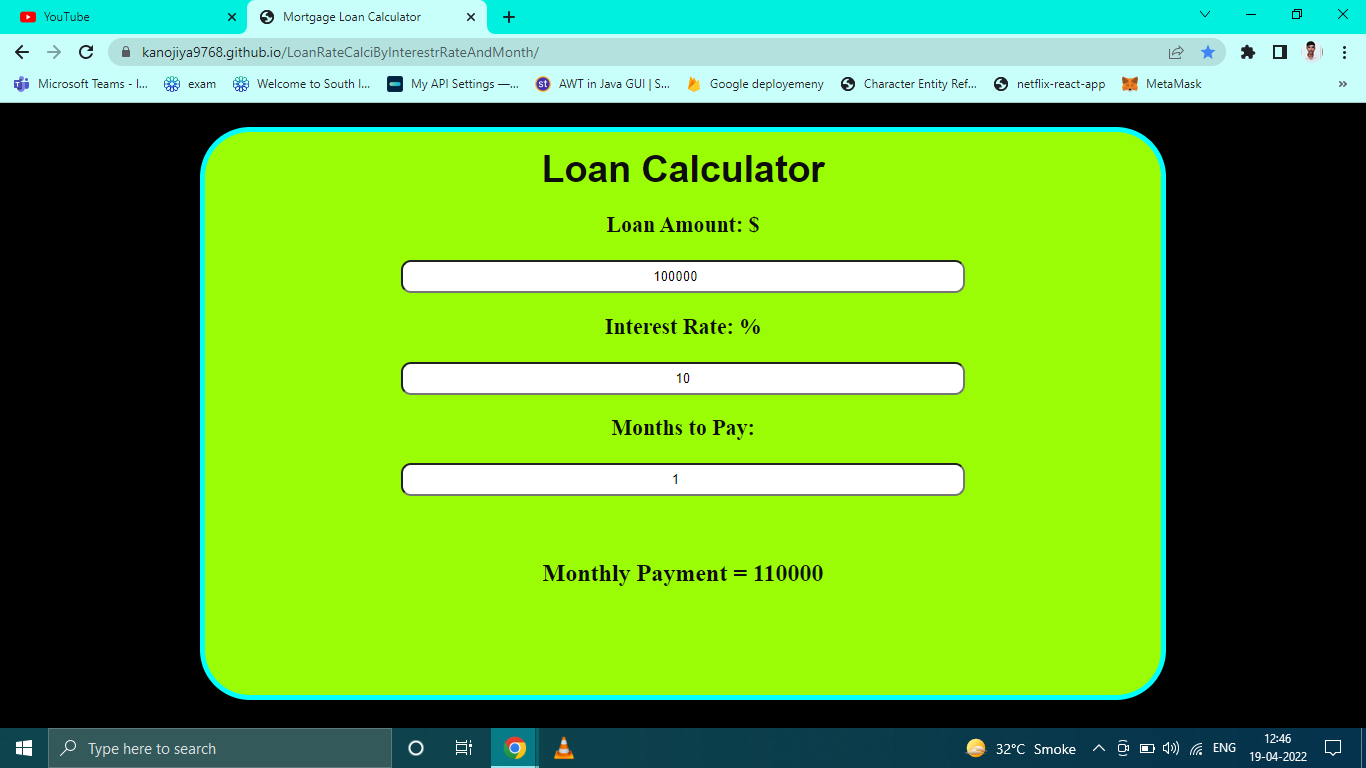 YouTube
Mortgage Loan Calculator
kanojiya9768.github.io/LoanRateCalciByInterestrRateAndMonth/
Microsoft Teams - I... exam Welcome to South I... My API Settings —... st AWT in Java GUI | S... Google deployemeny Character Entity Ref... netflix-react-app MetaMask »
Loan Calculator
Loan Amount: $
100000
Interest Rate: %
10
Months to Pay:
1
Monthly Payment = 110000
Type here to search
32°C Smoke
ENG
12:46
19-04-2022